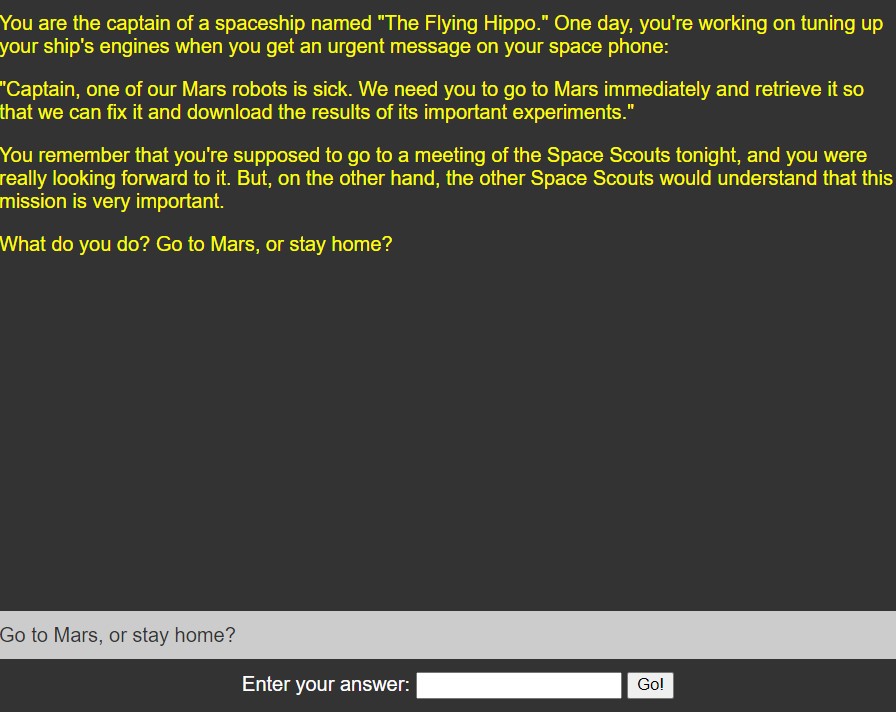 You are the captain of a spaceship named "The Flying Hippo." One day, you're working on tuning up
your ship's engines when you get an urgent message on your space phone:
"Captain, one of our Mars robots is sick. We need you to go to Mars immediately and retrieve it so
that we can fix it and download the results of its important experiments."
You remember that you're supposed to go to a meeting of the Space Scouts tonight, and you were
really looking forward to it. But, on the other hand, the other Space Scouts would understand that this
mission is very important.
What do you do? Go to Mars, or stay home?
Go to Mars, or stay home?
Enter your answer: Go!